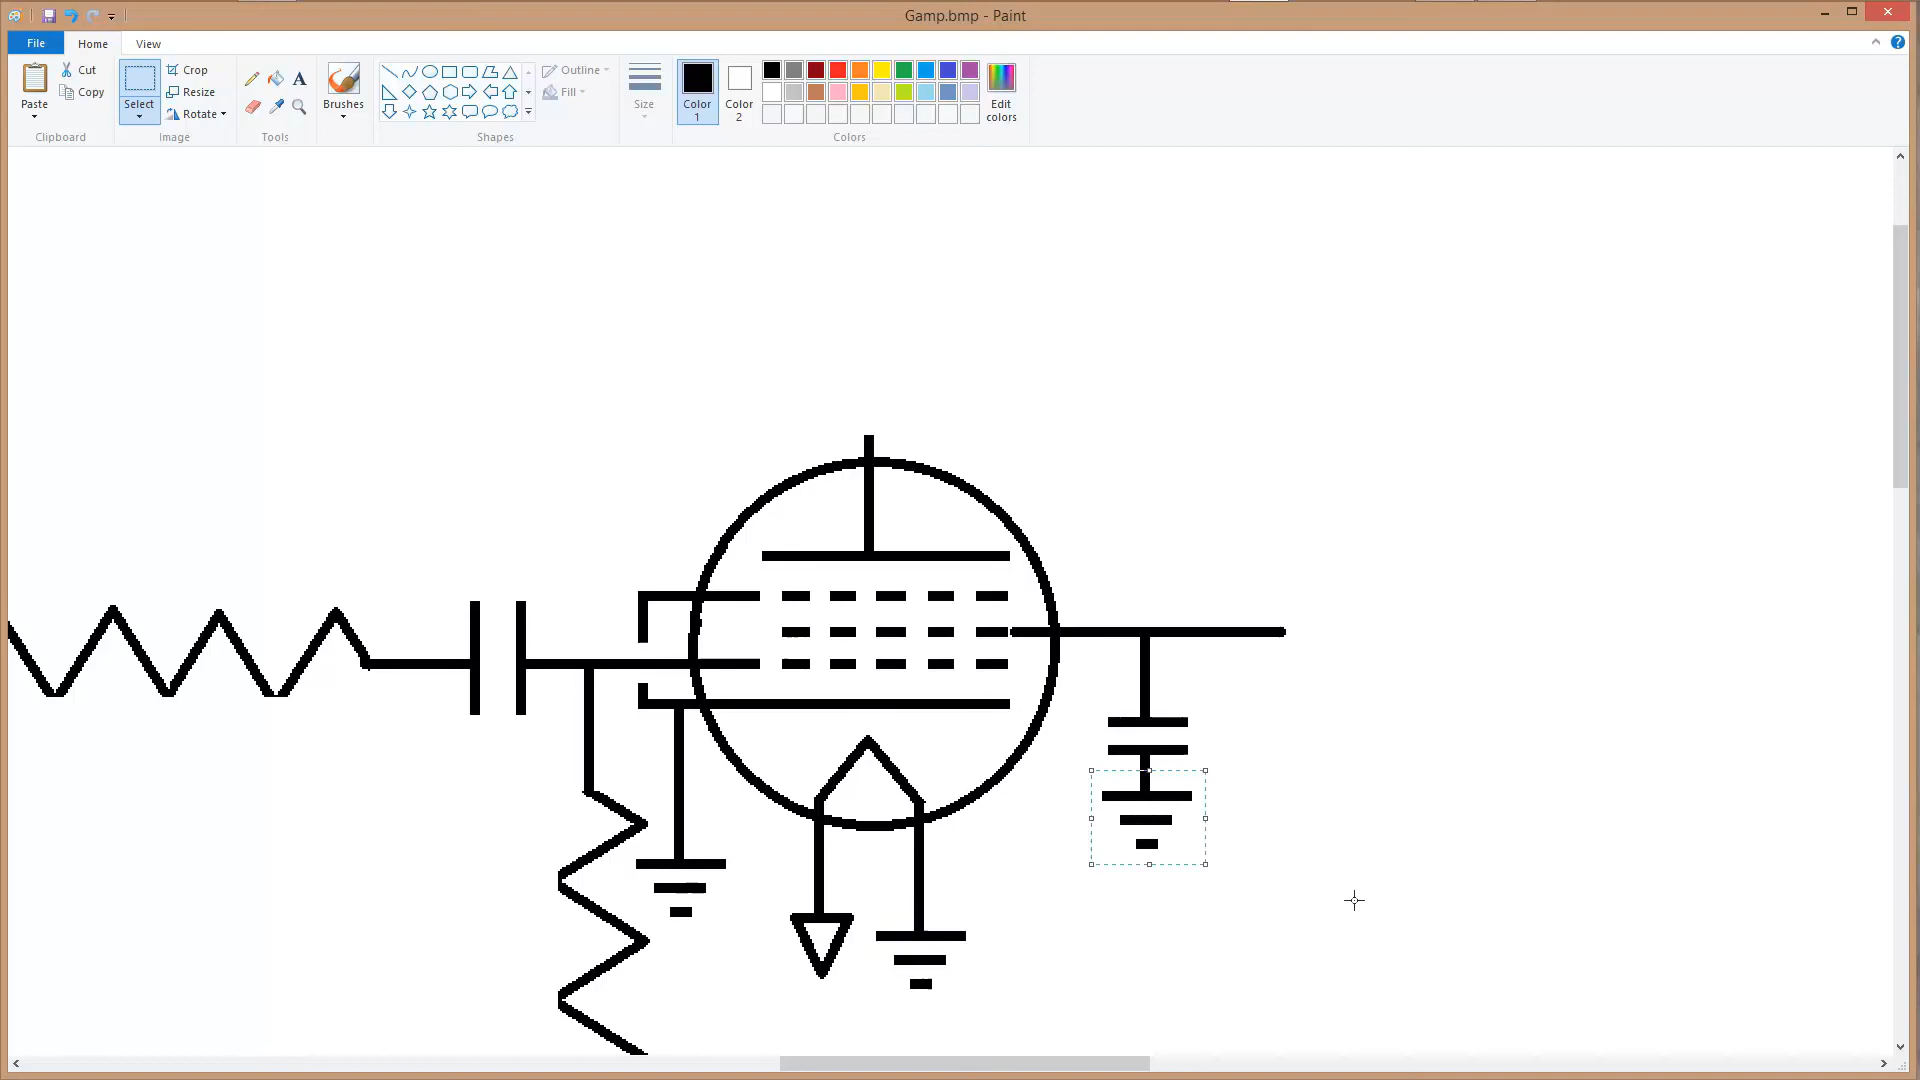 Gamp.bmp - Paint
File Home View
Paste
Cut
Copy
Clipboard
Select
Crop
Resize
Rotate
Image
A
Tools
Brushes
Shapes
Outline
Fill
Size
Color 1
Color 2
Colors
Edit colors
?